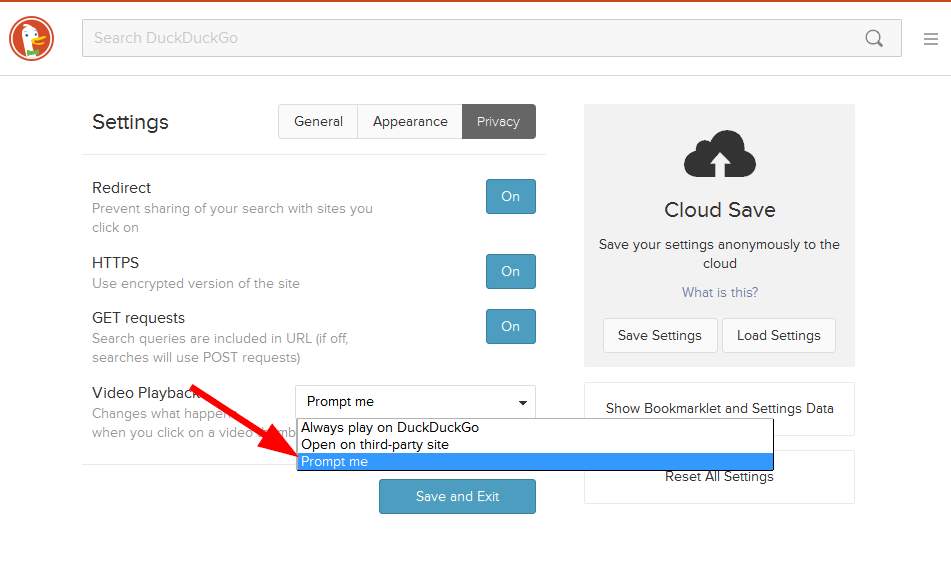 Search DuckDuckGo
Settings
General
Appearance
Privacy
Redirect
Prevent sharing of your search with sites you
click on
On
HTTPS
Use encrypted version of the site
On
GET requests
Search queries are included in URL (if off,
searches will use POST requests)
On
Video Playback
Changes what happen
when you click on a video
Prompt me
Always play on DuckDuckGo
Open on third-party site
Prompt me
Save and Exit
Cloud Save
Save your settings anonymously to the
cloud
What is this?
Save Settings
Load Settings
Show Bookmarklet and Settings Data
Reset All Settings